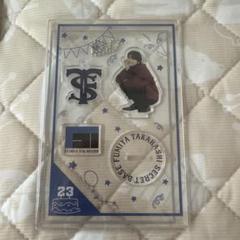 TS
FUMIYA TAKAHASHI SECRET BASE
23